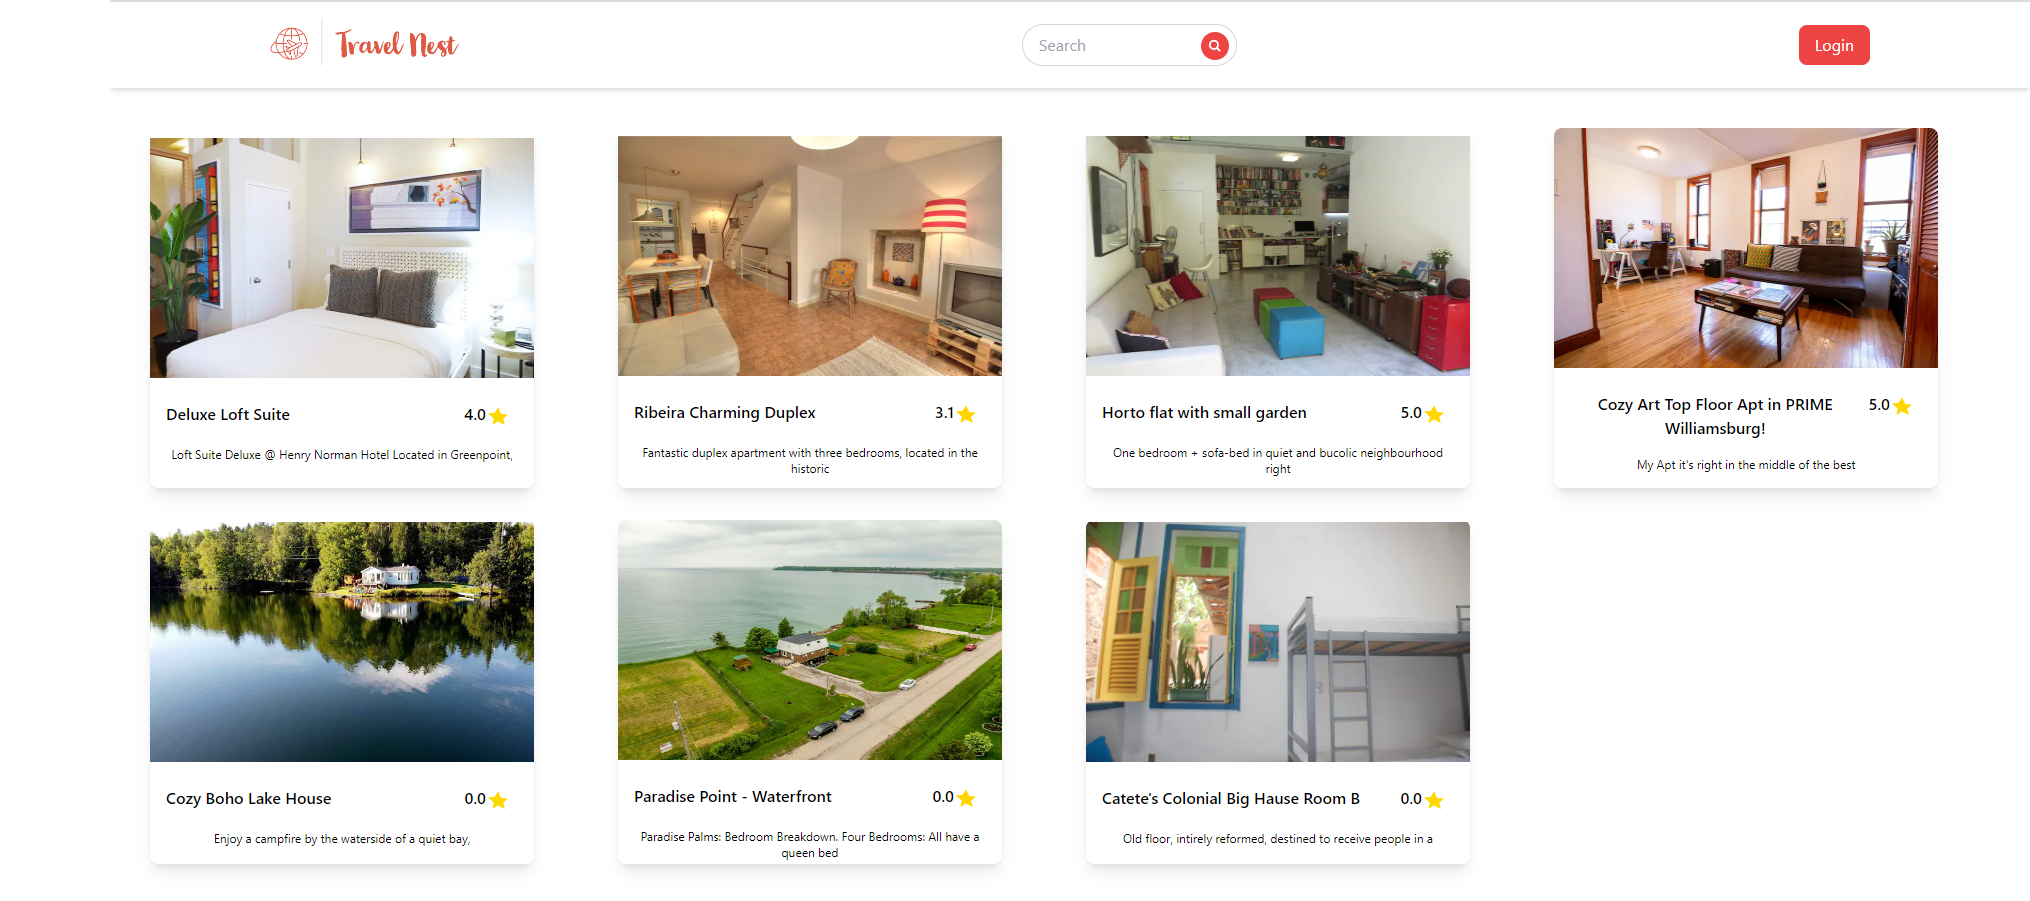 Travel Nest
Search
Login
Deluxe Loft Suite
4.0
Loft Suite Deluxe @ Henry Norman Hotel Located in Greenpoint,
Ribeira Charming Duplex
3.1
Fantastic duplex apartment with three bedrooms, located in the
historic
Horto flat with small garden
5.0
One bedroom + sofa-bed in quiet and bucolic neighbourhood
right
Cozy Art Top Floor Apt in PRIME
Williamsburg!
5.0
My Apt it's right in the middle of the best
Cozy Boho Lake House
0.0
Enjoy a campfire by the waterside of a quiet bay,
Paradise Point - Waterfront
0.0
Paradise Palms: Bedroom Breakdown. Four Bedrooms: All have a
queen bed
Catete's Colonial Big Hause Room B
0.0
Old floor, intirely reformed, destined to receive people in a